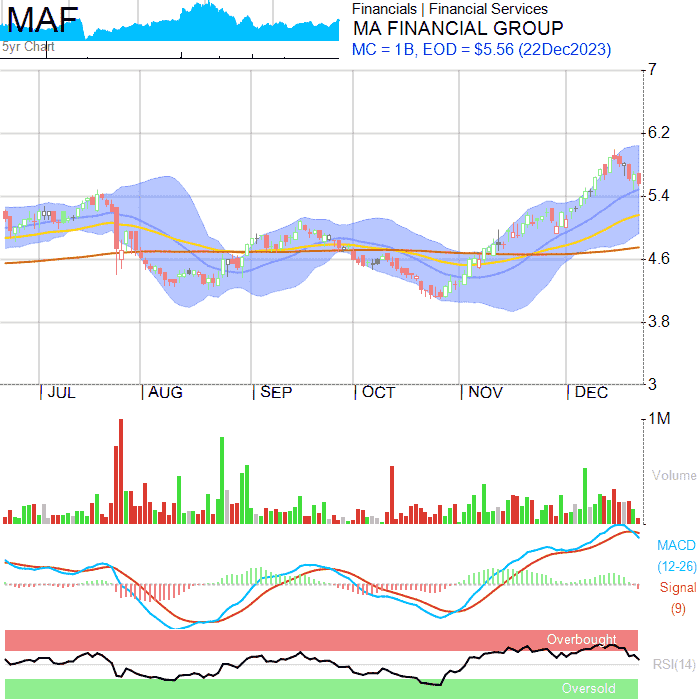 MAF
5yr Chart
Financials | Financial Services
MA FINANCIAL GROUP
MC = 1B, EOD = $5.56 (22Dec2023)
7
6.2
5.4
4.6
3.8
3
JUL AUG SEP OCT NOV DEC
1M
Volume
MACD
(12-26)
Signal
(9)
Overbought
RSI(14)
Oversold